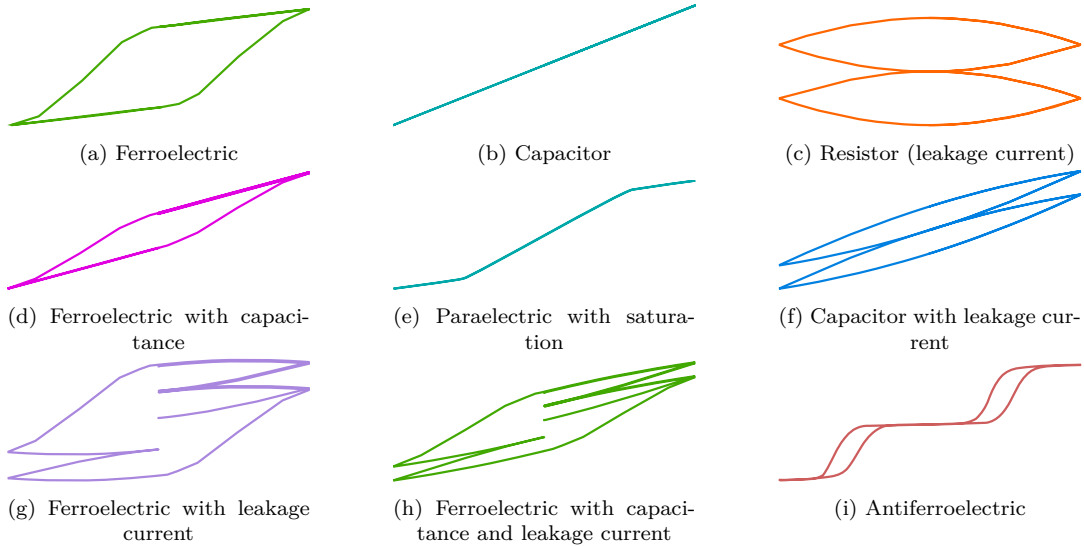 (a) Ferroelectric
(b) Capacitor
(c) Resistor (leakage current)
(d) Ferroelectric with capaci-
tance
(e) Paraelectric with satura-
tion
(f) Capacitor with leakage cur-
rent
(g) Ferroelectric with leakage
current
(h) Ferroelectric with capaci-
tance and leakage current
(i) Antiferroelectric